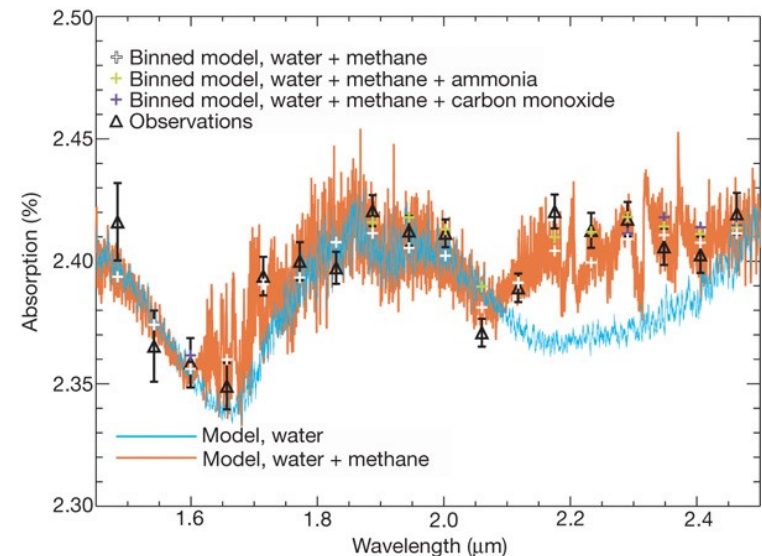 2.50
Binned model, water + methane
Binned model, water + methane + ammonia
Binned model, water + methane + carbon monoxide
Observations
2.45
Absorption (%)
2.40
2.35
Model, water
Model, water + methane
2.30
1.6 1.8 2.0 2.2 2.4
Wavelength (μm)